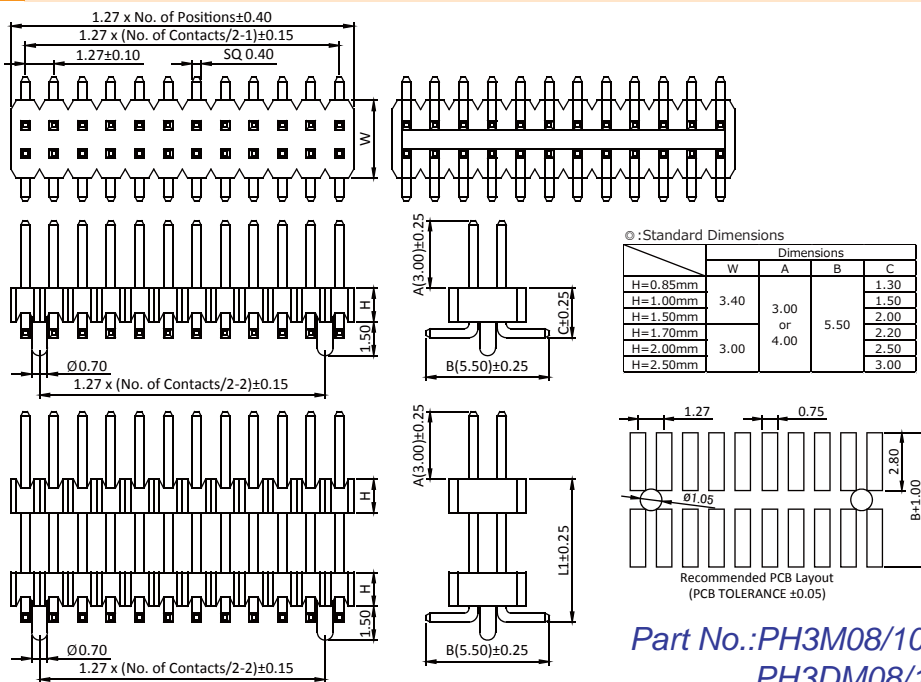 1.27 x No. of Positions±0.40
1.27 x (No. of Contacts/2-1)±0.15
1.27±0.10
SQ 0.40
W
A(3.00)±0.25
H
1.50
Ø0.70
1.27 x (No. of Contacts/2-2)±0.15
C±0.25
B(5.50)±0.25
◎:Standard Dimensions
Dimensions
W A B C
H=0.85mm 3.40 3.00 or 4.00 5.50 1.30
H=1.00mm 1.50
H=1.50mm 2.00
H=1.70mm 3.00 2.20
H=2.00mm 2.50
H=2.50mm 3.00
A(3.00)±0.25
H
H
1.50
Ø0.70
1.27 x (No. of Contacts/2-2)±0.15
L1±0.25
B(5.50)±0.25
1.27
0.75
2.80
Ø1.05
B+1.00
Recommended PCB Layout
(PCB TOLERANCE ±0.05)
Part No.:PH3M08/10
PH3DM08/1